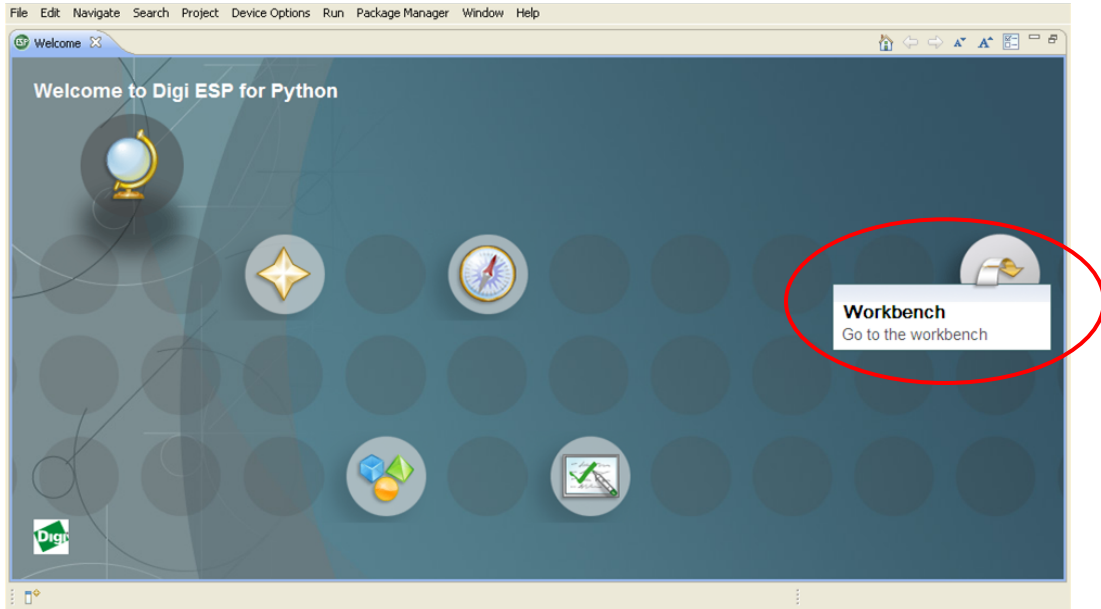 File Edit Navigate Search Project Device Options Run Package Manager Window Help
Welcome
Welcome to Digi ESP for Python
Workbench
Go to the workbench
Digi